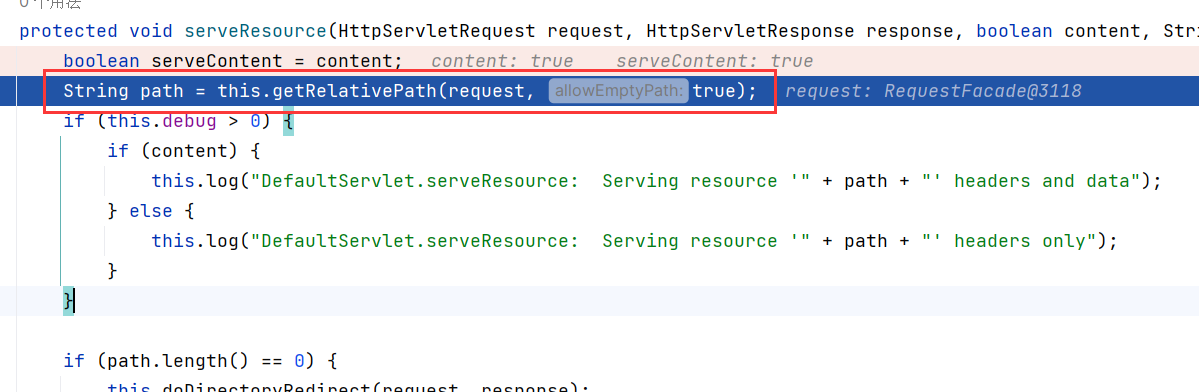 0个用法
protected void serveResource(HttpServletRequest request, HttpServletResponse response, boolean content, Stri
boolean serveContent = content; content: true serveContent: true
String path = this.getRelativePath(request, allowEmptyPath: true); request: RequestFacade@3118
if (this.debug > 0) {
if (content) {
this.log("DefaultServlet.serveResource:  Serving resource '" + path + "' headers and data");
} else {
this.log("DefaultServlet.serveResource:  Serving resource '" + path + "' headers only");
}
}
if (path.length() == 0) {
this.doDirectoryRedirect(request, response);